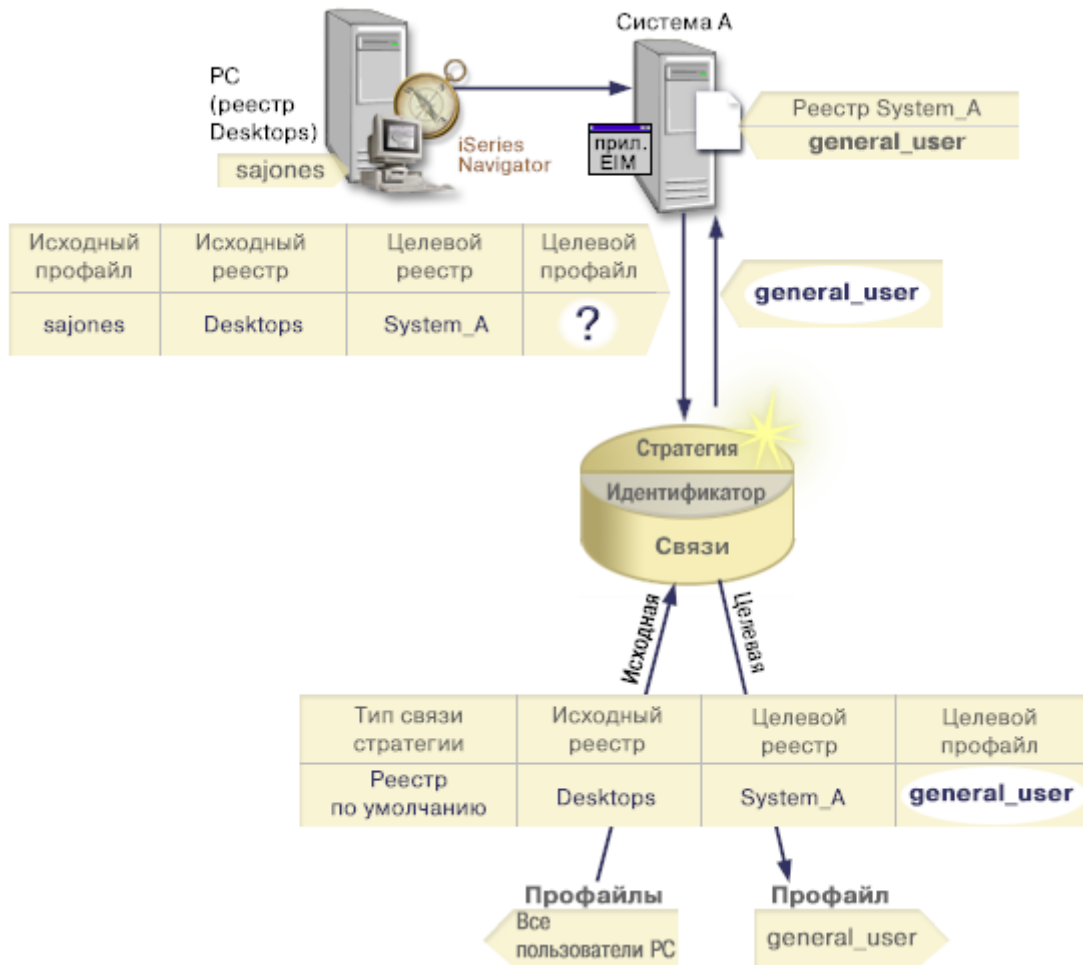 Система A
PC
(реестр
Desktops)
sajones
iSeries
Navigator
прил.
EIM
Реестр System_A
general_user
Исходный
профайл
Исходный
реестр
Целевой
реестр
Целевой
профайл
sajones
Desktops
System_A
?
general_user
Стратегия
Идентификатор
Связи
Исходная
Целевая
Тип связи
стратегии
Исходный
реестр
Целевой
реестр
Целевой
профайл
Реестр
по умолчанию
Desktops
System_A
general_user
Профайлы
Все
пользователи PC
Профайл
general_user